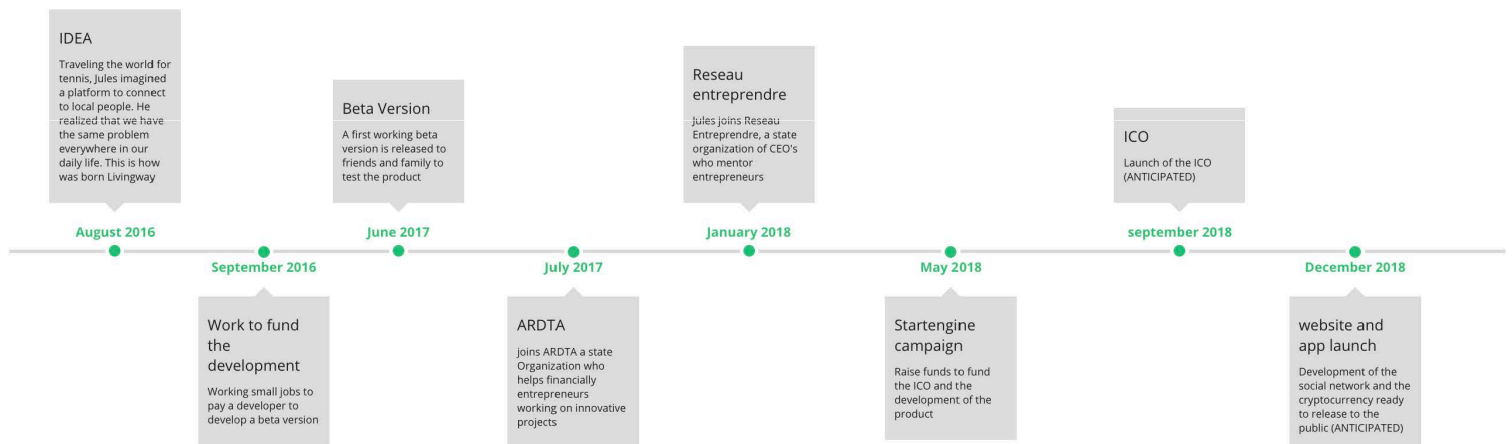 IDEA
Traveling the world for
tennis, Jules imagined
a platform to connect
to local people. He
realized that we have
the same problem
everywhere in our
daily life. This is how
was born Livingway
August 2016
September 2016
Work to fund
the
development
Working small jobs to
pay a developer to
develop a beta version
Beta Version
A first working beta
version is released to
friends and family to
test the product
June 2017
July 2017
ARDTA
joins ARDTA a state
Organization who
helps financially
entrepreneurs
working on innovative
projects
Reseau
entreprendre
Jules joins Reseau
Entreprendre, a state
organization of CEO's
who mentor
entrepreneurs
January 2018
May 2018
Startengine
campaign
Raise funds to fund
the ICO and the
development of the
product
ICO
Launch of the ICO
(ANTICIPATED)
september 2018
December 2018
website and
app launch
Development of the
social network and the
cryptocurrency ready
to release to the
public (ANTICIPATED)